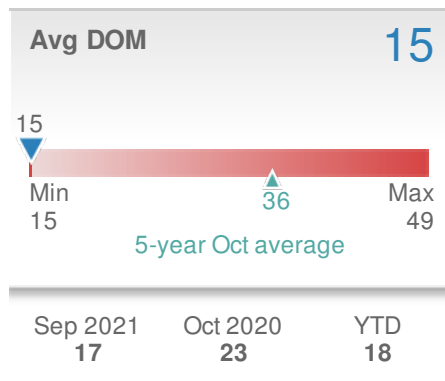 Avg DOM 15
15
Min Max
15 36 49
5-year Oct average
Sep 2021 Oct 2020 YTD
17 23 18